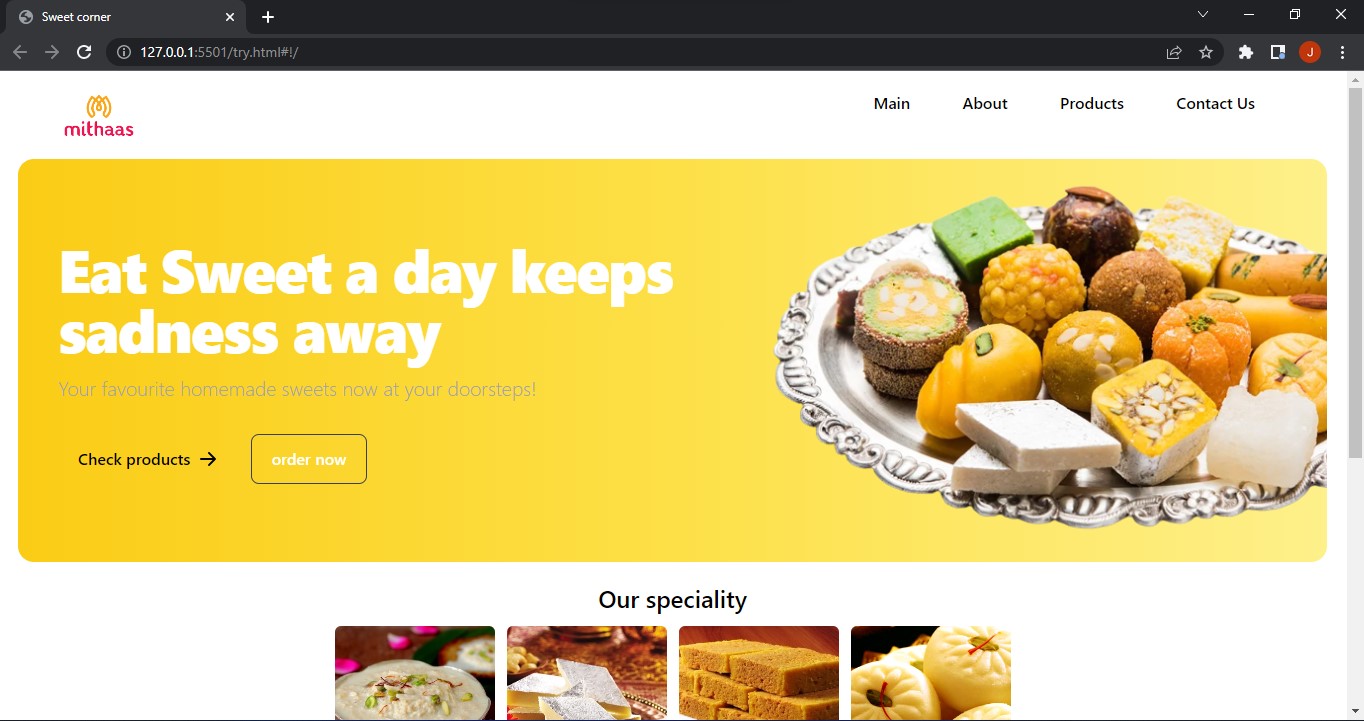 Sweet corner
127.0.0.1:5501/try.html#!/
J
mithaas
Main About Products Contact Us
Eat Sweet a day keeps
sadness away
Your favourite homemade sweets now at your doorsteps!
Check products → order now
Our speciality